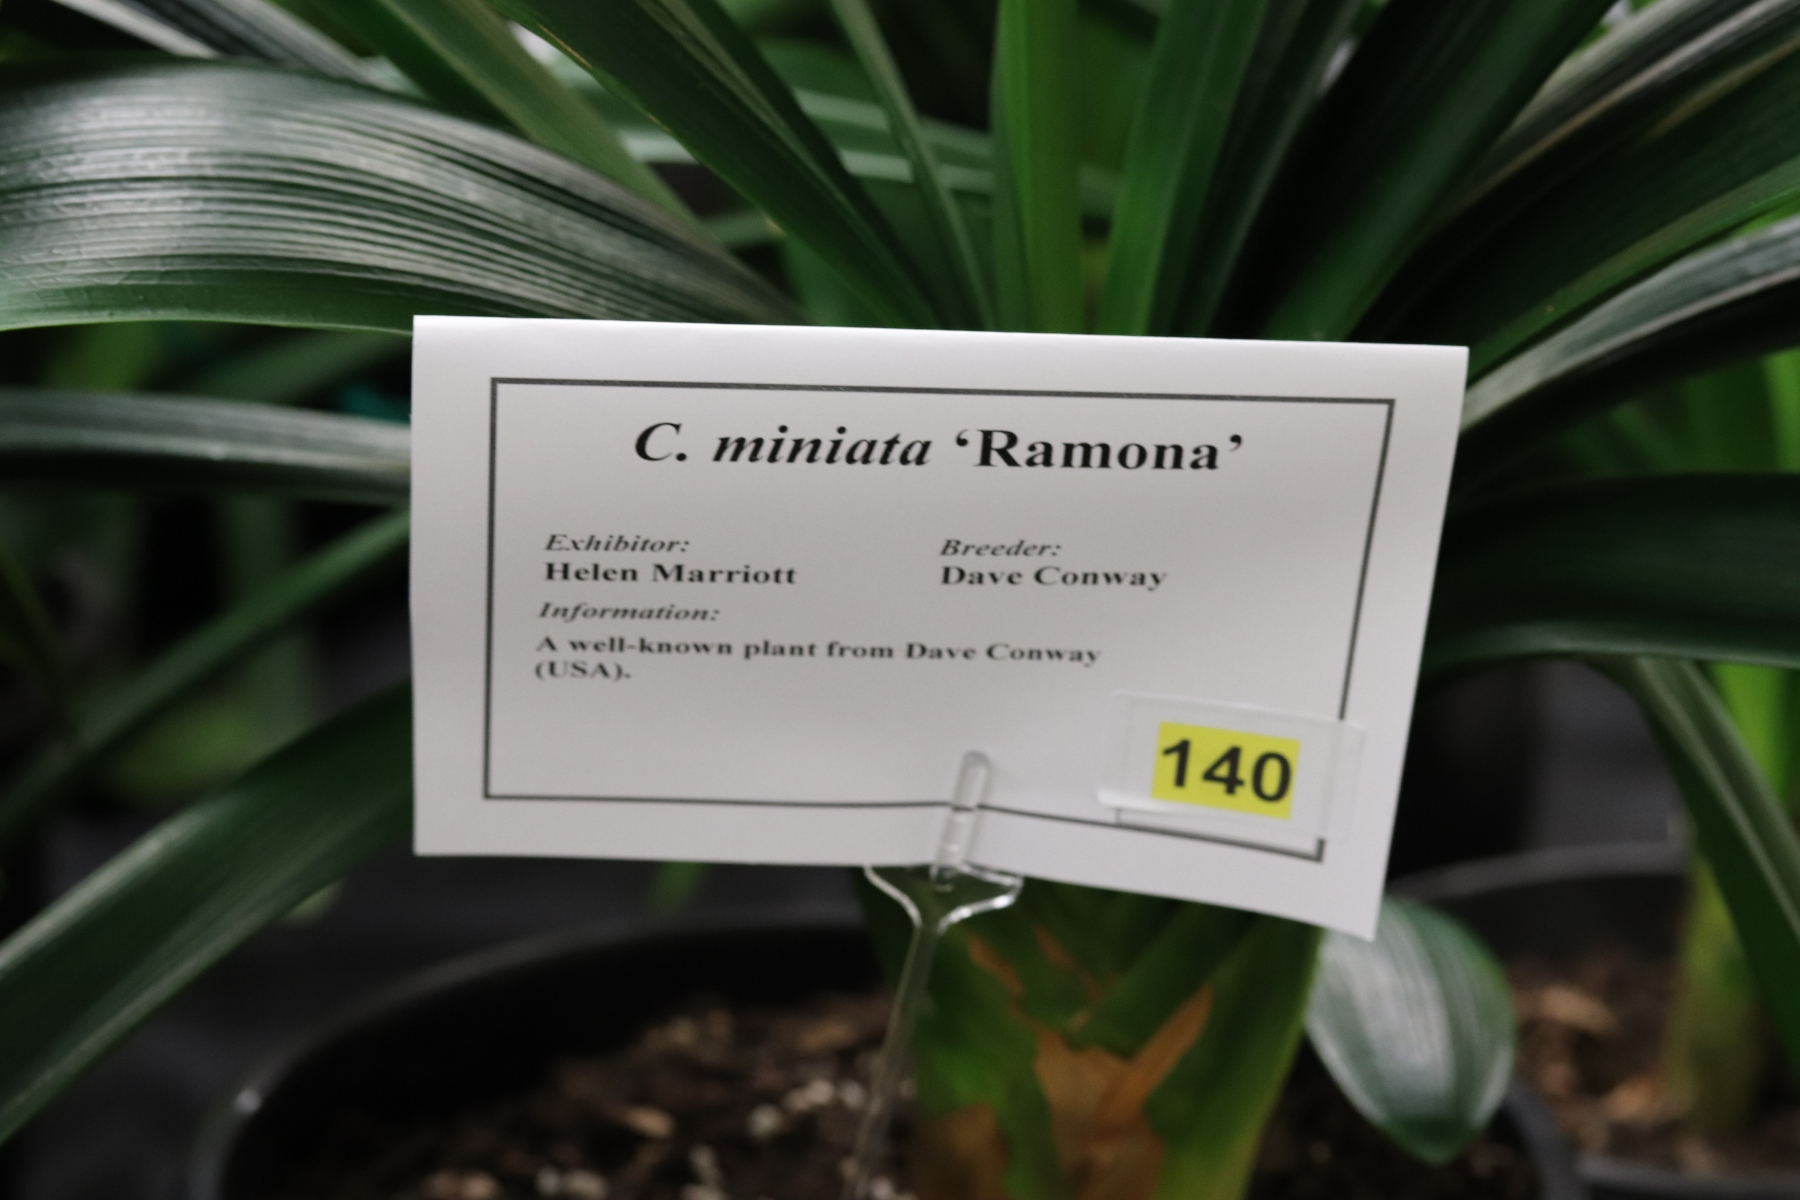 C. miniata ‘Ramona’
Exhibitor:
Helen Marriott
Breeder:
Dave Conway
Information:
A well-known plant from Dave Conway
(USA).
140